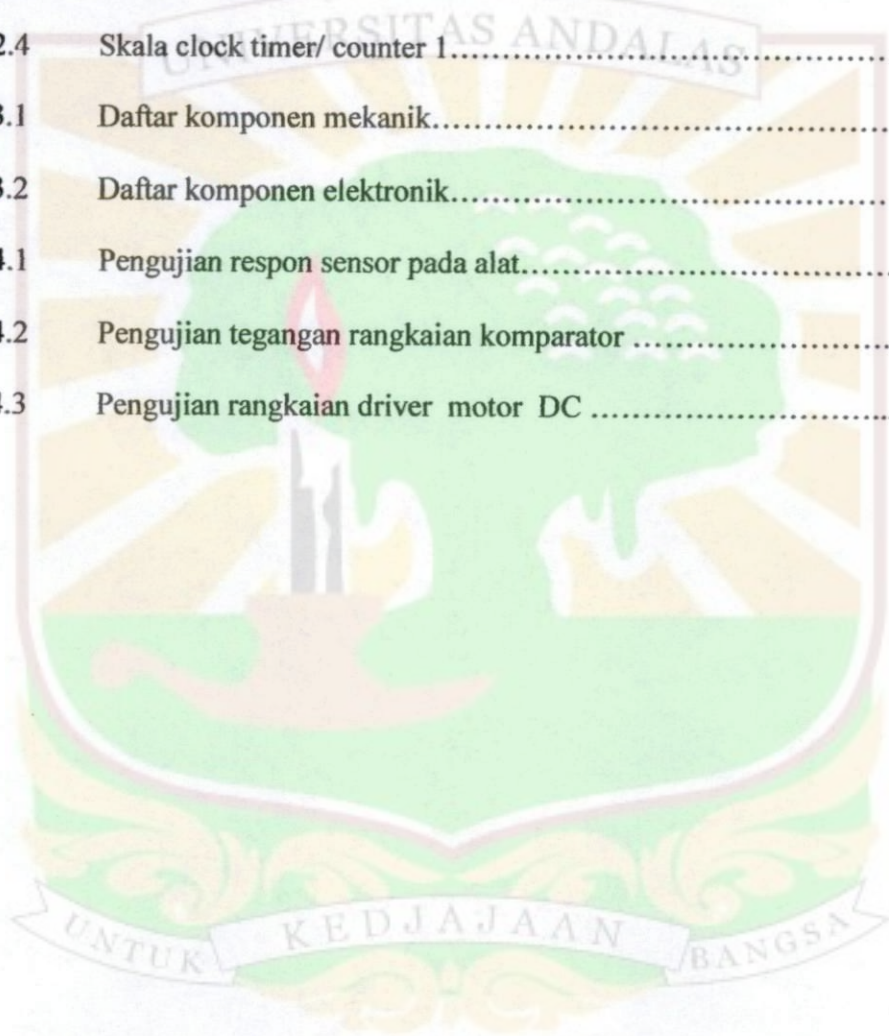 UNIVERSITAS ANDALAS
2.4 Skala clock timer/ counter 1..........................................
3.1 Daftar komponen mekanik............................................
3.2 Daftar komponen elektronik..........................................
4.1 Pengujian respon sensor pada alat...................................
4.2 Pengujian tegangan rangkaian komparator ........................
4.3 Pengujian rangkaian driver motor DC ............................
UNTUK KEDJAJAAN BANGSA